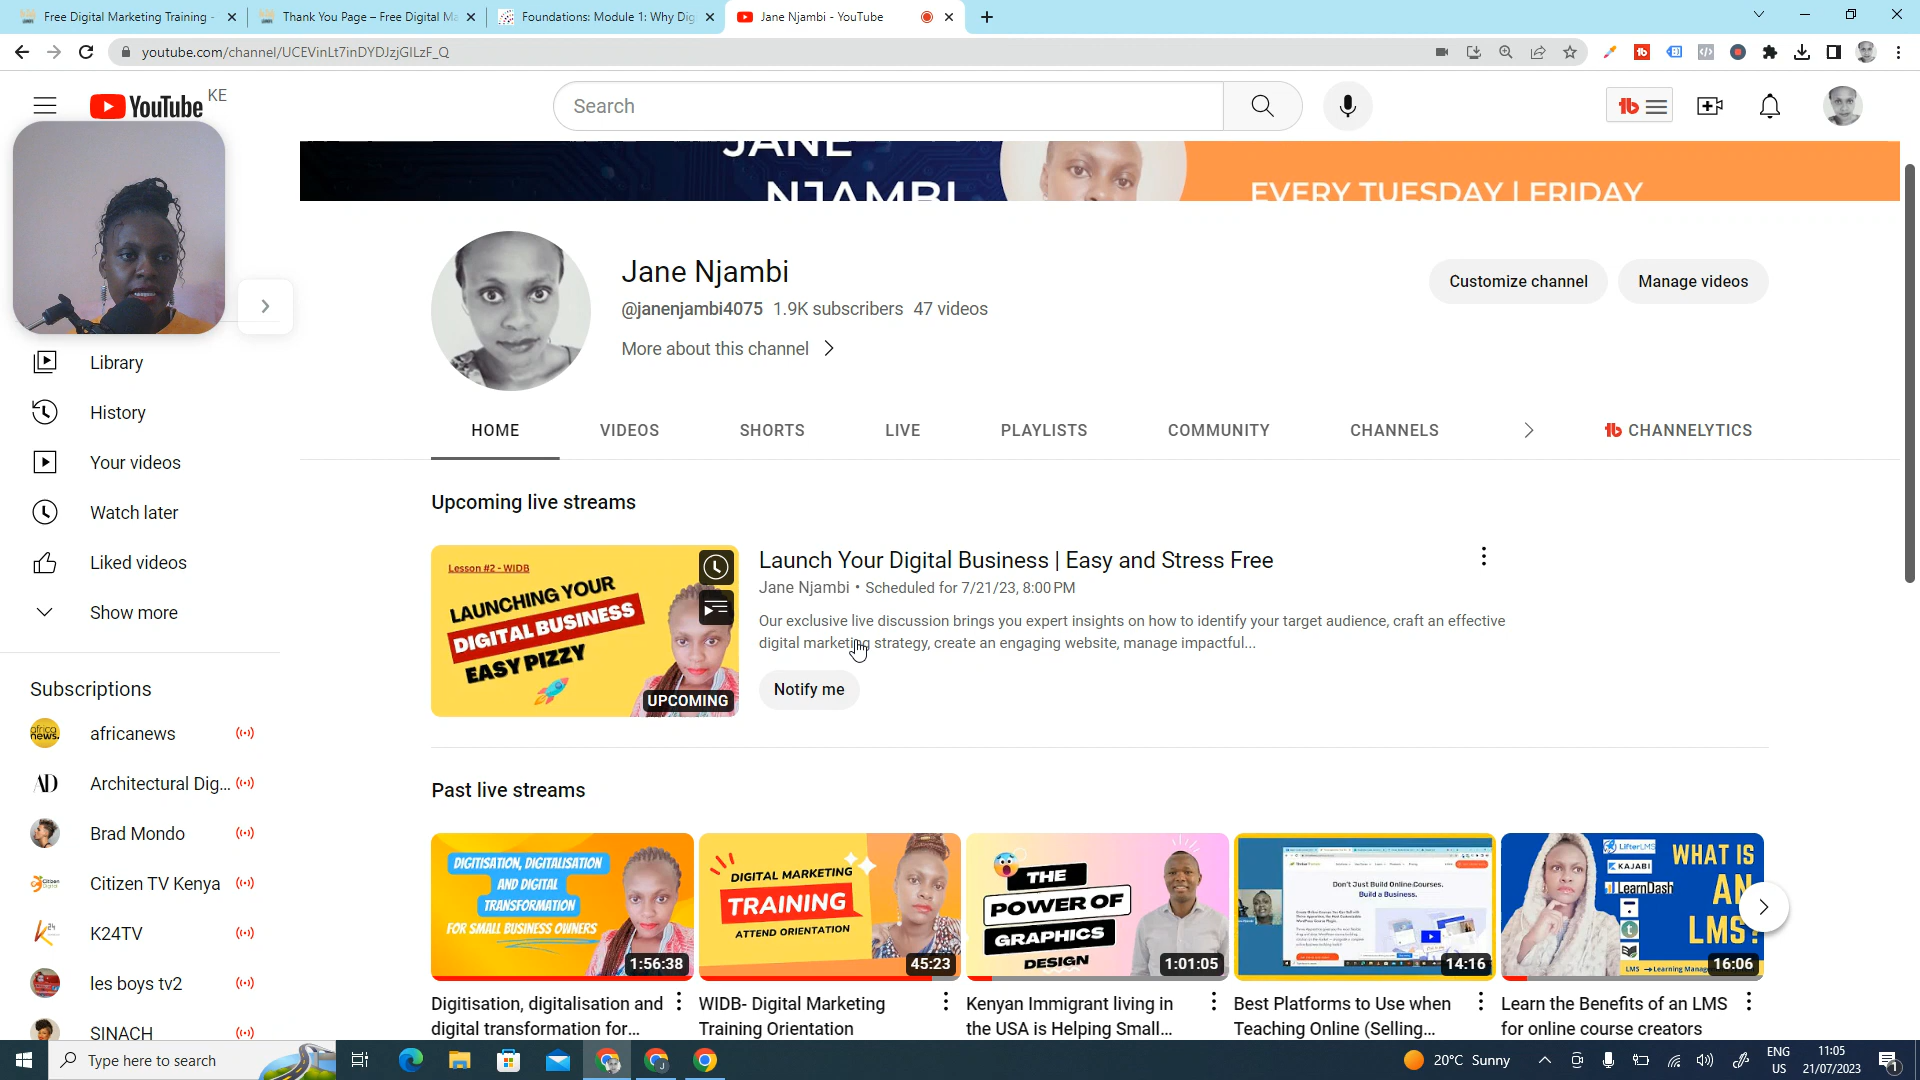 Free Digital Marketing Training -
Thank You Page – Free Digital Ma
Foundations: Module 1: Why Dig
Jane Njambi - YouTube
youtube.com/channel/UCEVinLt7inDYDJzjGlLzF_Q
YouTube KE
Search
JANE
NJAMBI
EVERY TUESDAY | FRIDAY
Jane Njambi
@janenjambi4075 1.9K subscribers 47 videos
More about this channel
Customize channel
Manage videos
HOME
VIDEOS
SHORTS
LIVE
PLAYLISTS
COMMUNITY
CHANNELS
CHANNELYTICS
Library
History
Your videos
Watch later
Liked videos
Show more
Subscriptions
africanews
Architectural Dig...
Brad Mondo
Citizen TV Kenya
K24TV
les boys tv2
SINACH
Upcoming live streams
Lesson #2 - WIDB
LAUNCHING YOUR
DIGITAL BUSINESS
EASY PIZZY
UPCOMING
Launch Your Digital Business | Easy and Stress Free
Jane Njambi • Scheduled for 7/21/23, 8:00 PM
Our exclusive live discussion brings you expert insights on how to identify your target audience, craft an effective
digital marketing strategy, create an engaging website, manage impactful...
Notify me
Past live streams
DIGITISATION, DIGITALISATION
AND DIGITAL
TRANSFORMATION
FOR SMALL BUSINESS OWNERS
1:56:38
Digitisation, digitalisation and
digital transformation for...
DIGITAL MARKETING
TRAINING
ATTEND ORIENTATION
45:23
WIDB- Digital Marketing
Training Orientation
THE
POWER OF
GRAPHICS
DESIGN
1:01:05
Kenyan Immigrant living in
the USA is Helping Small...
Don't Just Build Online Courses.
Build a Business.
14:16
Best Platforms to Use when
Teaching Online (Selling...
LifterLMS
KAJABI
LearnDash
WHAT IS
AN
LMS?
16:06
Learn the Benefits of an LMS
for online course creators
Type here to search
20°C Sunny
ENG
US
11:05
21/07/2023